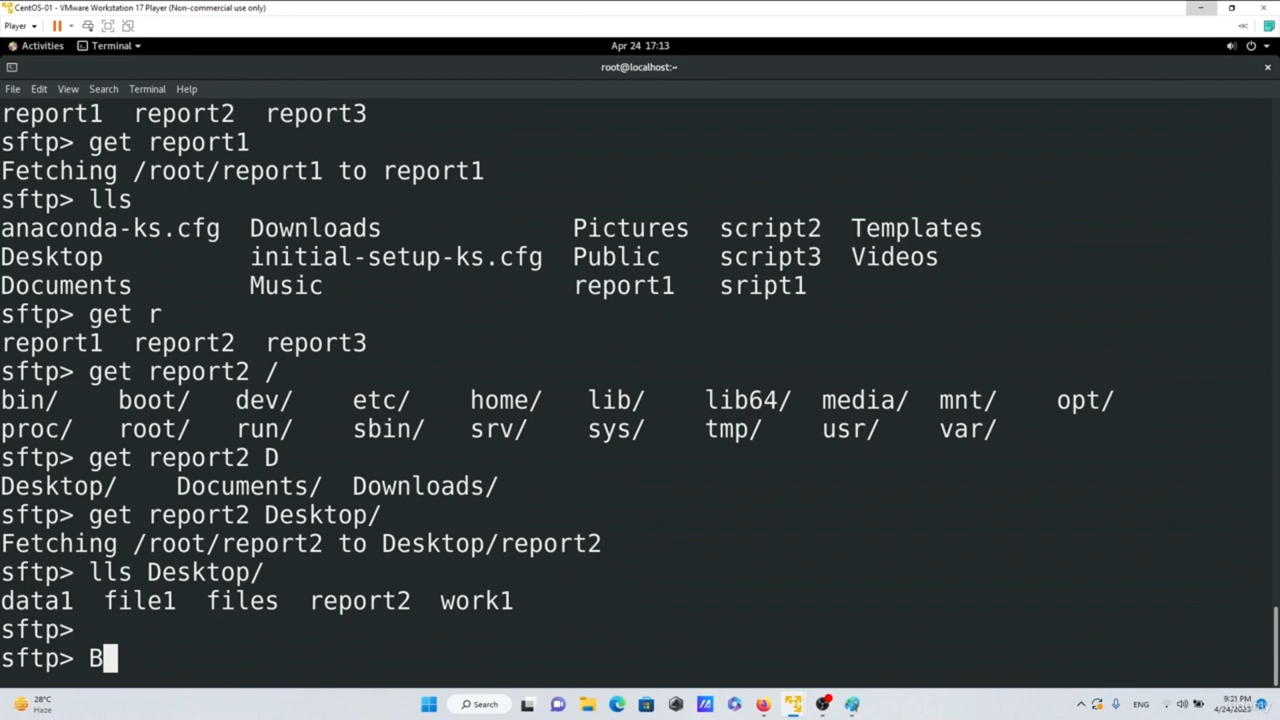 CentOS-01 - VMware Workstation 17 Player (Non-commercial use only)
Player
Activities Terminal Apr 24 17:13
root@localhost:~
File Edit View Search Terminal Help
report1 report2 report3
sftp> get report1
Fetching /root/report1 to report1
sftp> lls
anaconda-ks.cfg Downloads Pictures script2 Templates
Desktop initial-setup-ks.cfg Public script3 Videos
Documents Music report1 sript1
sftp> get r
report1 report2 report3
sftp> get report2 /
bin/ boot/ dev/ etc/ home/ lib/ lib64/ media/ mnt/ opt/
proc/ root/ run/ sbin/ srv/ sys/ tmp/ usr/ var/
sftp> get report2 D
Desktop/ Documents/ Downloads/
sftp> get report2 Desktop/
Fetching /root/report2 to Desktop/report2
sftp> lls Desktop/
data1 file1 files report2 work1
sftp>
sftp> B
28°C
Haze
Search
ENG
9:21 PM